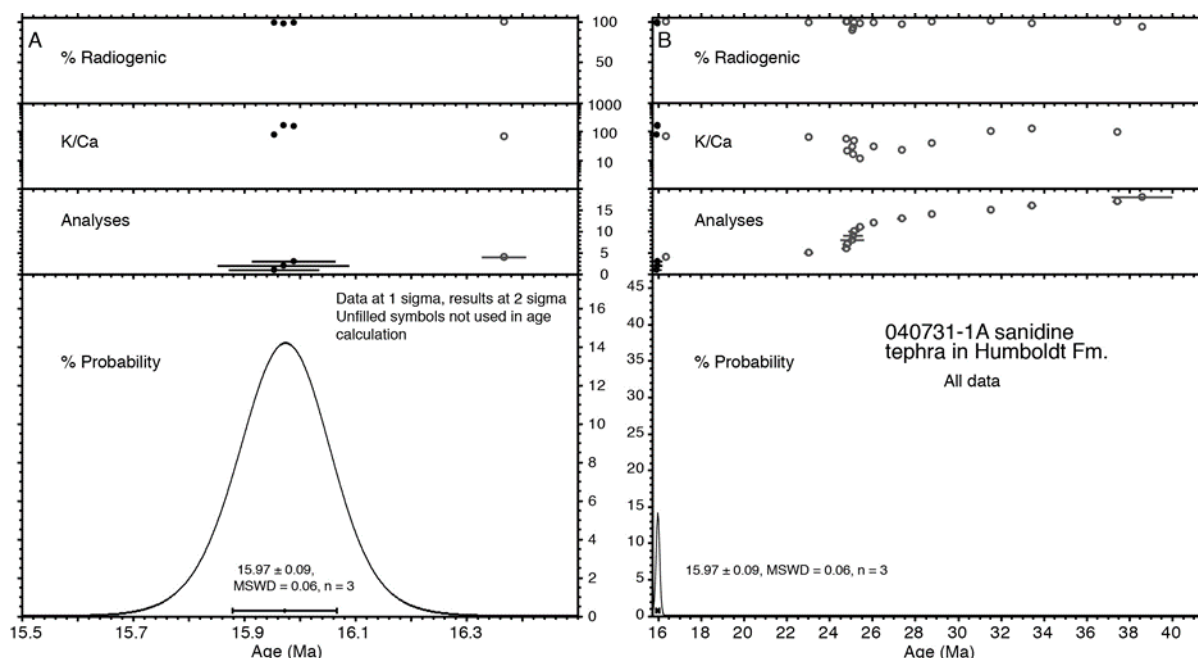 A
% Radiogenic
100
50
K/Ca
1000
100
10
Analyses
15
10
5
0
Data at 1 sigma, results at 2 sigma
Unfilled symbols not used in age
calculation
% Probability
16
14
12
10
8
6
4
2
0
15.97 ± 0.09,
MSWD = 0.06, n = 3
15.5 15.7 15.9 16.1 16.3
Age (Ma)
B
% Radiogenic
K/Ca
Analyses
45
40
35
30
25
20
15
10
5
0
040731-1A sanidine
tephra in Humboldt Fm.
All data
% Probability
15.97 ± 0.09, MSWD = 0.06, n = 3
16 18 20 22 24 26 28 30 32 34 36 38 40
Age (Ma)